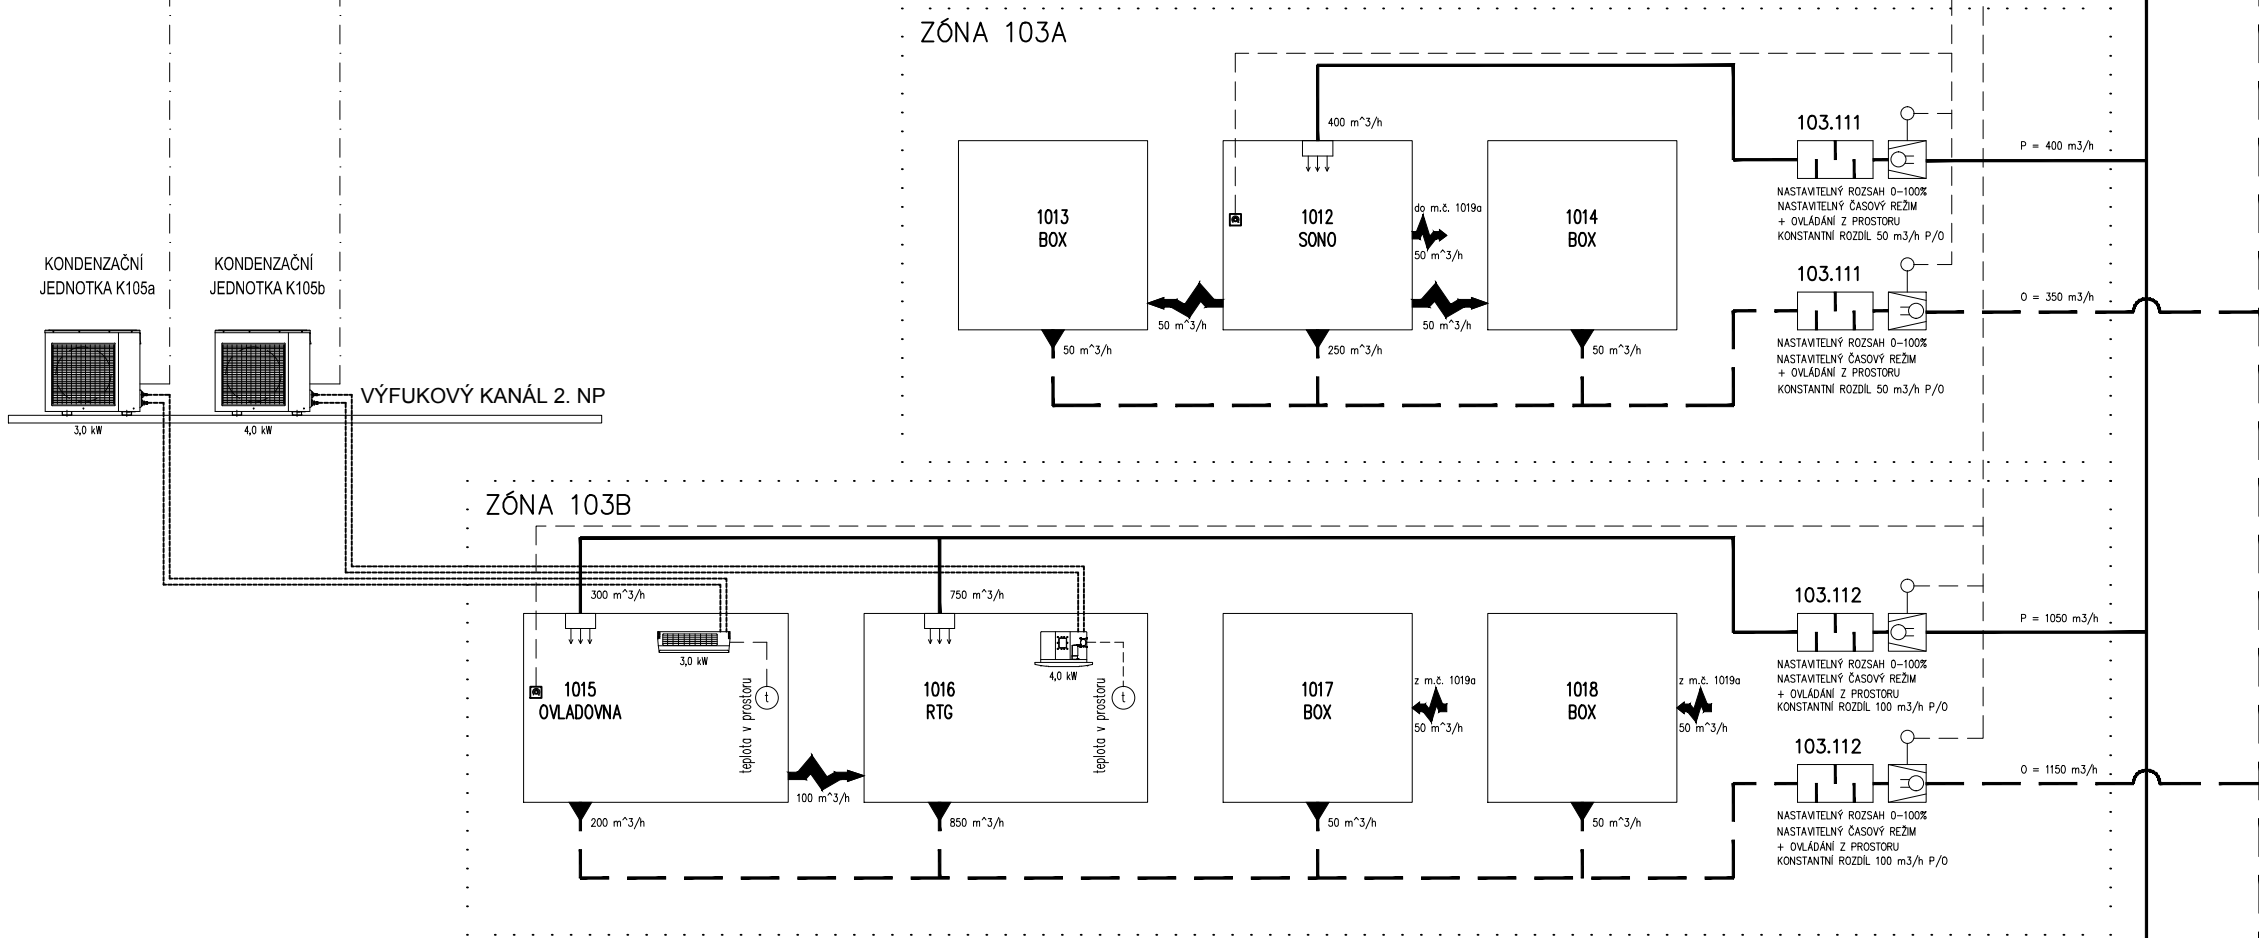 ZÓNA 103A
400 m^3/h
103.111
P = 400 m3/h
NASTAVITELNÝ ROZSAH 0-100%
NASTAVITELNÝ ČASOVÝ REŽIM
+ OVLÁDÁNÍ Z PROSTORU
KONSTANTNÍ ROZDÍL 50 m3/h P/O
1013
BOX
1012
SONO
do m.č. 1019a
50 m^3/h
1014
BOX
50 m^3/h
50 m^3/h
103.111
O = 350 m3/h
NASTAVITELNÝ ROZSAH 0-100%
NASTAVITELNÝ ČASOVÝ REŽIM
+ OVLÁDÁNÍ Z PROSTORU
KONSTANTNÍ ROZDÍL 50 m3/h P/O
50 m^3/h
250 m^3/h
50 m^3/h
KONDENZAČNÍ
JEDNOTKA K105a
KONDENZAČNÍ
JEDNOTKA K105b
VÝFUKOVÝ KANÁL 2. NP
3,0 kW
4,0 kW
ZÓNA 103B
300 m^3/h
750 m^3/h
103.112
P = 1050 m3/h
NASTAVITELNÝ ROZSAH 0-100%
NASTAVITELNÝ ČASOVÝ REŽIM
+ OVLÁDÁNÍ Z PROSTORU
KONSTANTNÍ ROZDÍL 100 m3/h P/O
3,0 kW
1015
OVLADOVNA
teplota v prostoru
t
100 m^3/h
4,0 kW
1016
RTG
teplota v prostoru
t
1017
BOX
z m.č. 1019a
50 m^3/h
1018
BOX
z m.č. 1019a
50 m^3/h
103.112
O = 1150 m3/h
NASTAVITELNÝ ROZSAH 0-100%
NASTAVITELNÝ ČASOVÝ REŽIM
+ OVLÁDÁNÍ Z PROSTORU
KONSTANTNÍ ROZDÍL 100 m3/h P/O
200 m^3/h
850 m^3/h
50 m^3/h
50 m^3/h